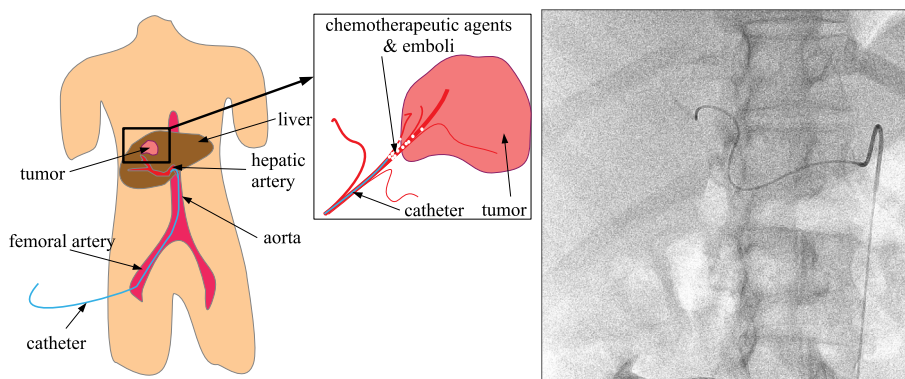 chemotherapeutic agents
& emboli
liver
tumor
hepatic
artery
catheter
tumor
femoral artery
aorta
catheter